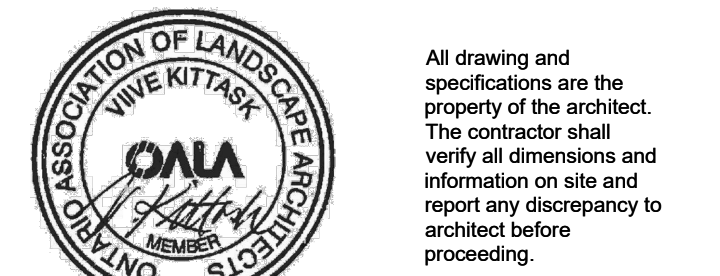 ONTARIO ASSOCIATION OF LANDSCAPE ARCHITECTS
VIIVE KITTASK
OALA
V. Kittask
MEMBER
All drawing and
specifications are the
property of the architect.
The contractor shall
verify all dimensions and
information on site and
report any discrepancy to
architect before
proceeding.